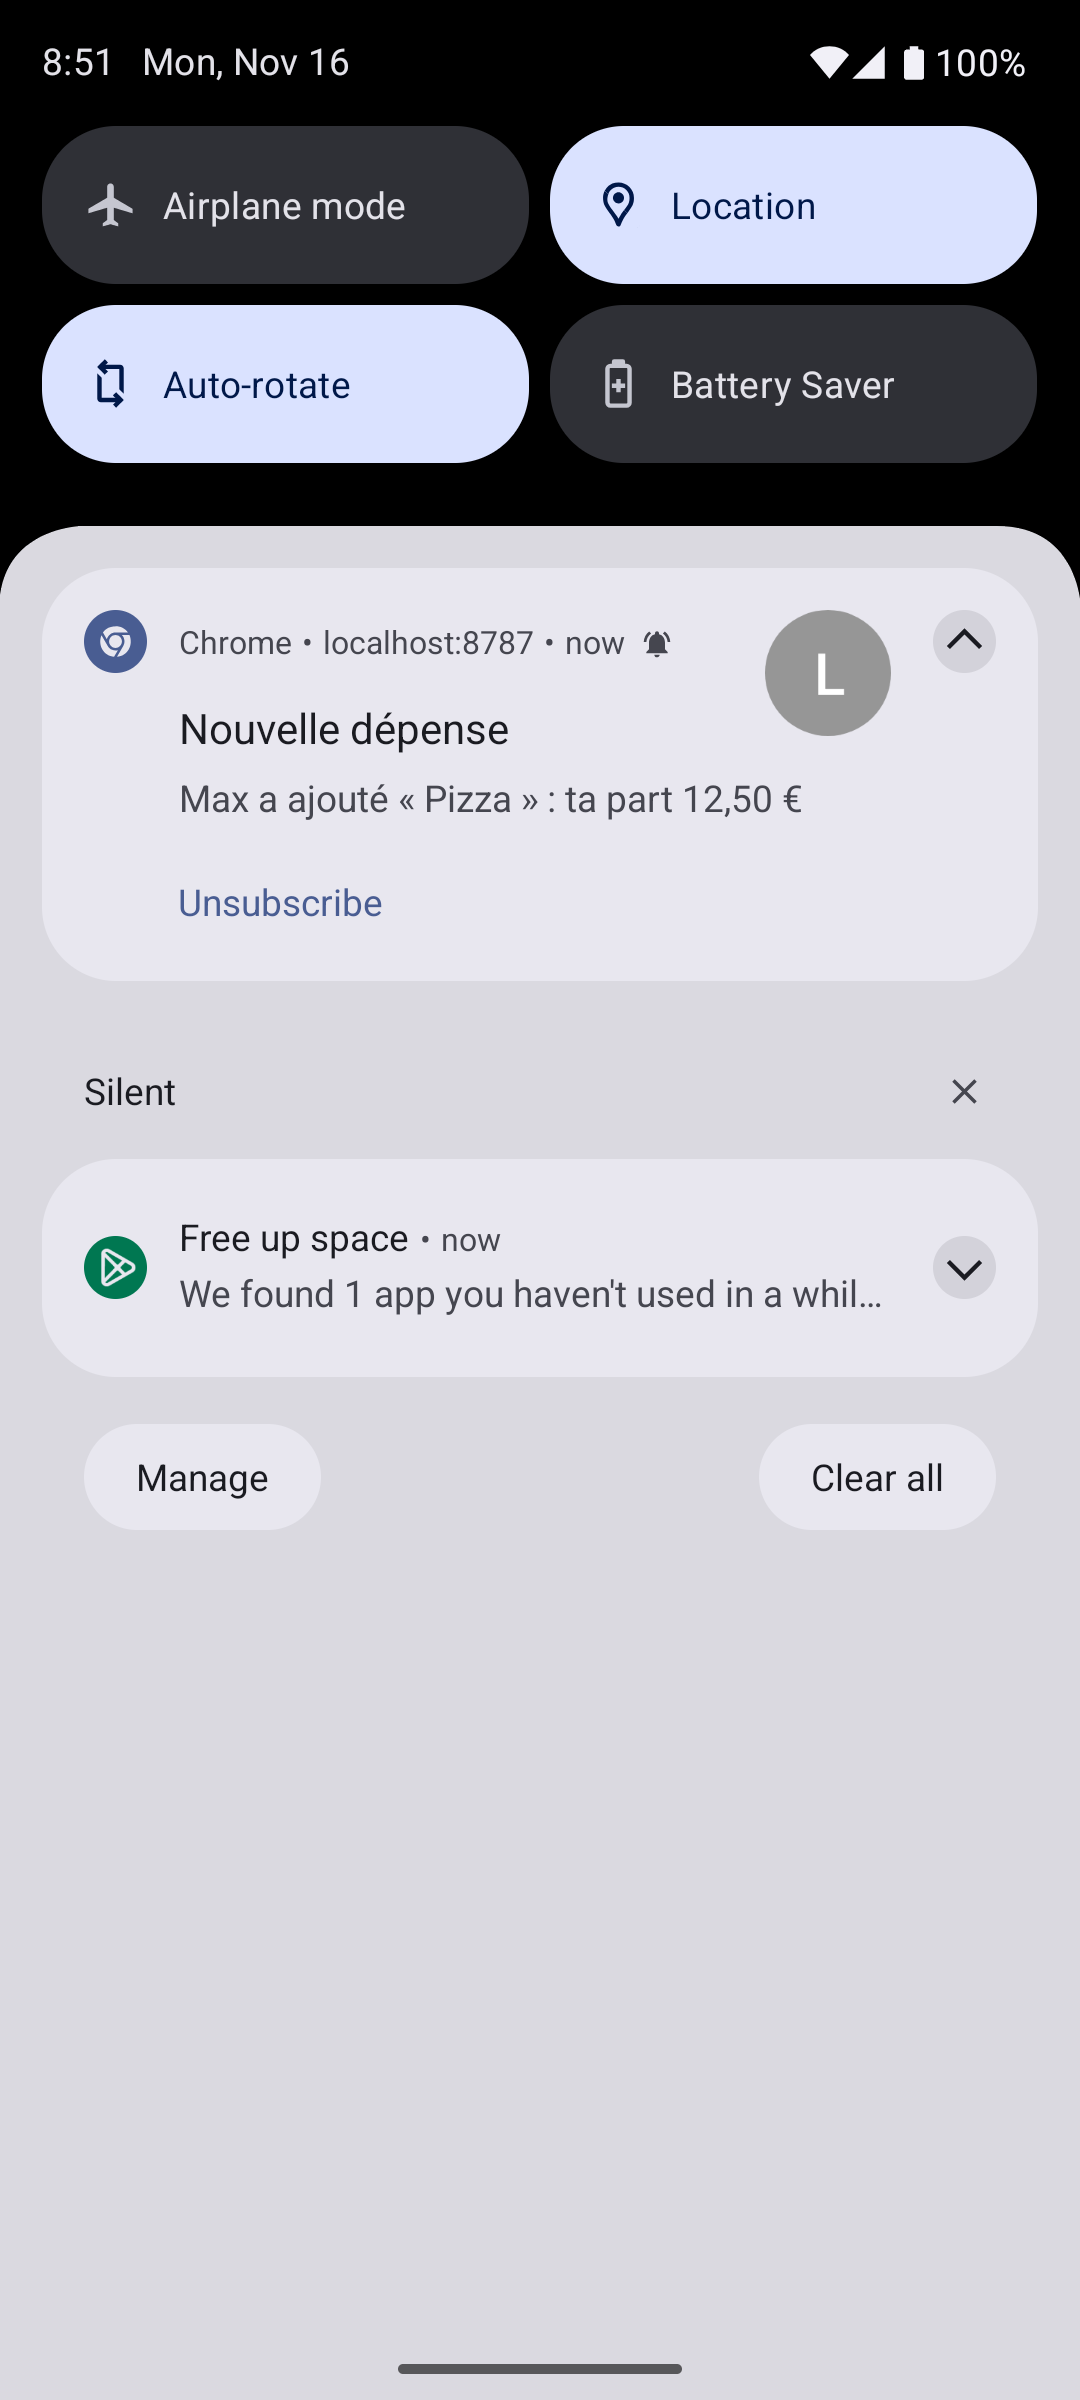 8:51 Mon, Nov 16 100%
Airplane mode
Location
Auto-rotate
Battery Saver
Chrome • localhost:8787 • now
L
Nouvelle dépense
Max a ajouté « Pizza » : ta part 12,50 €
Unsubscribe
Silent
Free up space • now
We found 1 app you haven't used in a whil…
Manage
Clear all